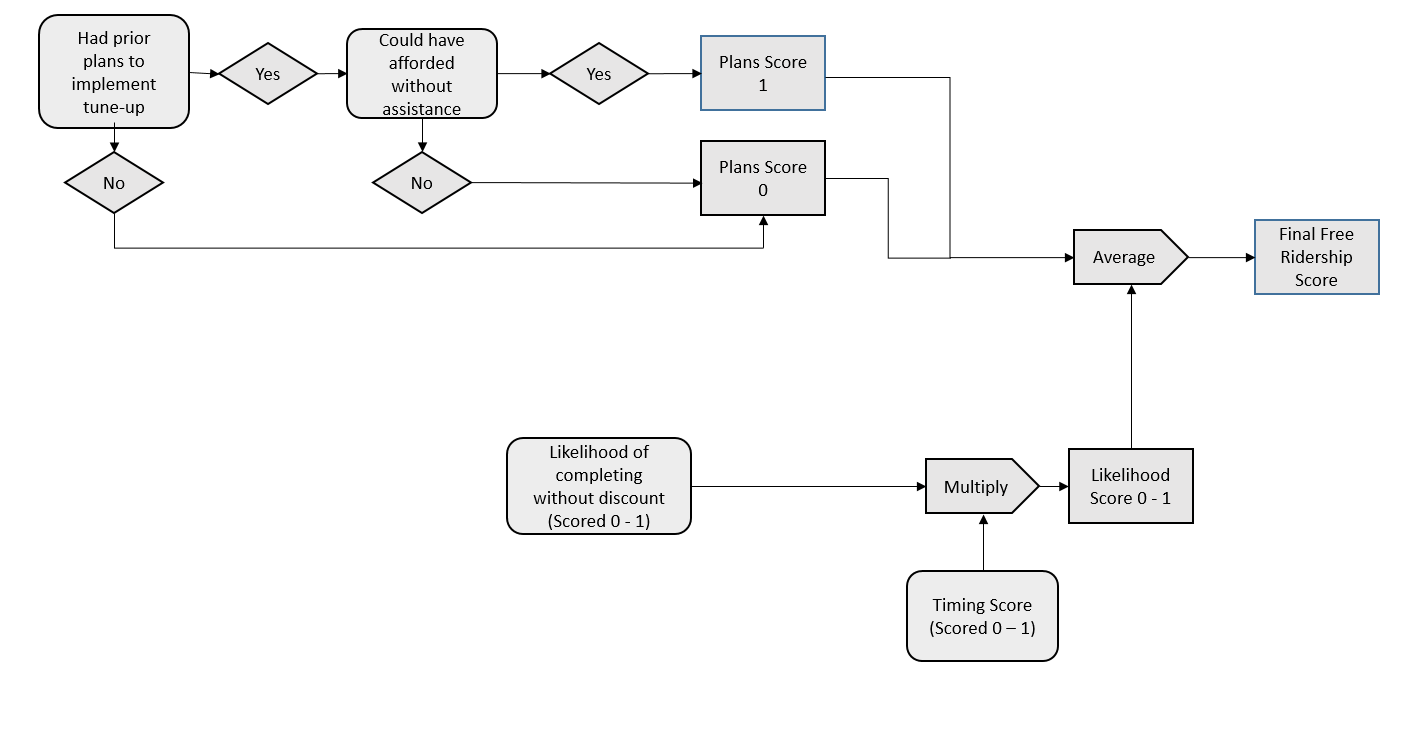 Had prior
plans to
implement
tune-up
Yes
Could have
afforded
without
assistance
Yes
Plans Score
1
No
No
Plans Score
0
Average
Final Free
Ridership
Score
Likelihood of
completing
without discount
(Scored 0 - 1)
Multiply
Likelihood
Score 0 - 1
Timing Score
(Scored 0 – 1)